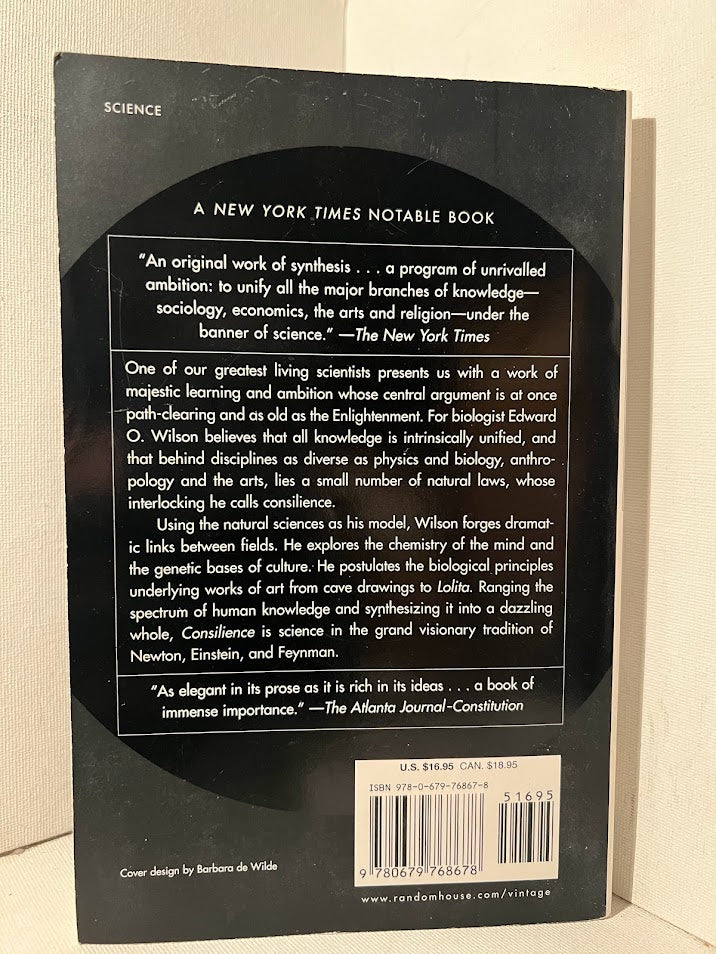 SCIENCE
A NEW YORK TIMES NOTABLE BOOK
"An original work of synthesis . . . a program of unrivalled
ambition: to unify all the major branches of knowledge—
sociology, economics, the arts and religion—under the
banner of science." —The New York Times
One of our greatest living scientists presents us with a work of
majestic learning and ambition whose central argument is at once
path-clearing and as old as the Enlightenment. For biologist Edward
O. Wilson believes that all knowledge is intrinsically unified, and
that behind disciplines as diverse as physics and biology, anthro-
pology and the arts, lies a small number of natural laws, whose
interlocking he calls consilience.
Using the natural sciences as his model, Wilson forges dramat-
ic links between fields. He explores the chemistry of the mind and
the genetic bases of culture. He postulates the biological principles
underlying works of art from cave drawings to Lolita. Ranging the
spectrum of human knowledge and synthesizing it into a dazzling
whole, Consilience is science in the grand visionary tradition of
Newton, Einstein, and Feynman.
"As elegant in its prose as it is rich in its ideas . . . a book of
immense importance." —The Atlanta Journal-Constitution
U.S. $16.95 CAN. $18.95
ISBN 978-0-679-76867-8
51695
9 780679 768678
Cover design by Barbara de Wilde
www.randomhouse.com/vintage